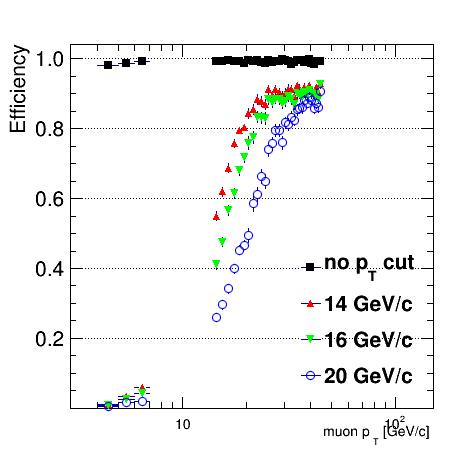 Efficiency
1.0
0.8
0.6
0.4
0.2
no p_T cut
14 GeV/c
16 GeV/c
20 GeV/c
10
10^2
muon p_T [GeV/c]